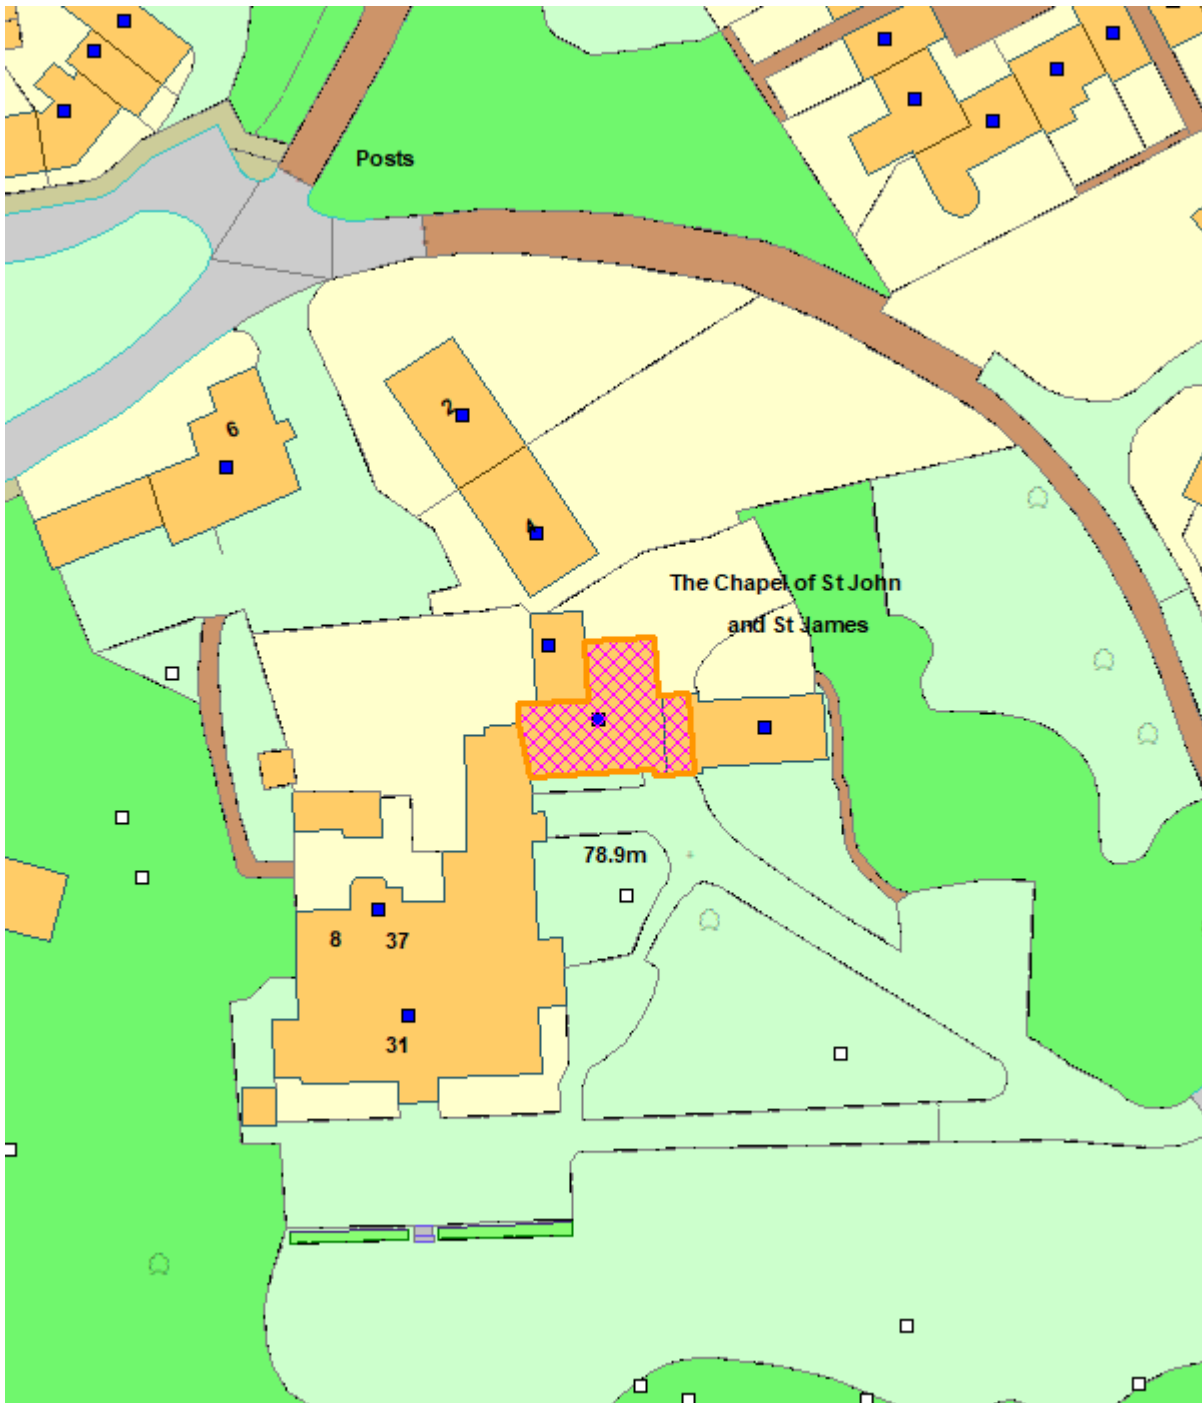 Posts
2
6
4
The Chapel of St John
and St James
78.9m
8 37
31